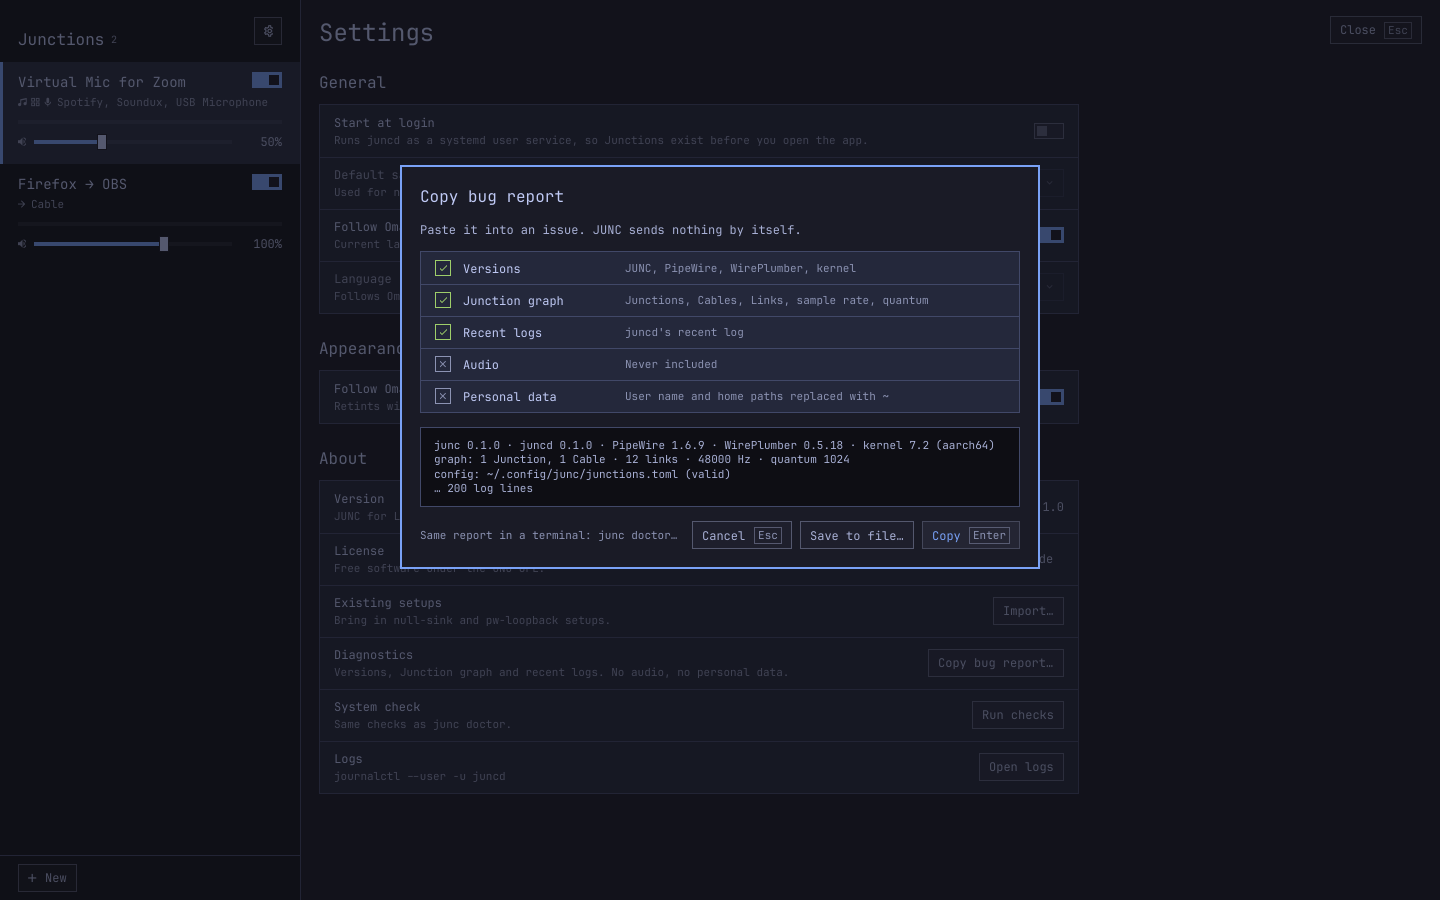 Junctions 2
Virtual Mic for Zoom
Spotify, Soundux, USB Microphone
50%
Firefox → OBS
→ Cable
100%
+ New
Settings
Close Esc
General
Start at login
Runs juncd as a systemd user service, so Junctions exist before you open the app.
Default s
Used for n
Follow Om
Current la
Language
Follows Om
Appearanc
Follow Om
Retints wi
About
Version
JUNC for L
1.0
License
Free software under the GNU GPL.
de
Existing setups
Bring in null-sink and pw-loopback setups.
Import…
Diagnostics
Versions, Junction graph and recent logs. No audio, no personal data.
Copy bug report…
System check
Same checks as junc doctor.
Run checks
Logs
journalctl --user -u juncd
Open logs
Copy bug report
Paste it into an issue. JUNC sends nothing by itself.
Versions JUNC, PipeWire, WirePlumber, kernel
Junction graph Junctions, Cables, Links, sample rate, quantum
Recent logs juncd's recent log
Audio Never included
Personal data User name and home paths replaced with ~
junc 0.1.0 · juncd 0.1.0 · PipeWire 1.6.9 · WirePlumber 0.5.18 · kernel 7.2 (aarch64)
graph: 1 Junction, 1 Cable · 12 links · 48000 Hz · quantum 1024
config: ~/.config/junc/junctions.toml (valid)
… 200 log lines
Same report in a terminal: junc doctor…
Cancel Esc
Save to file…
Copy Enter